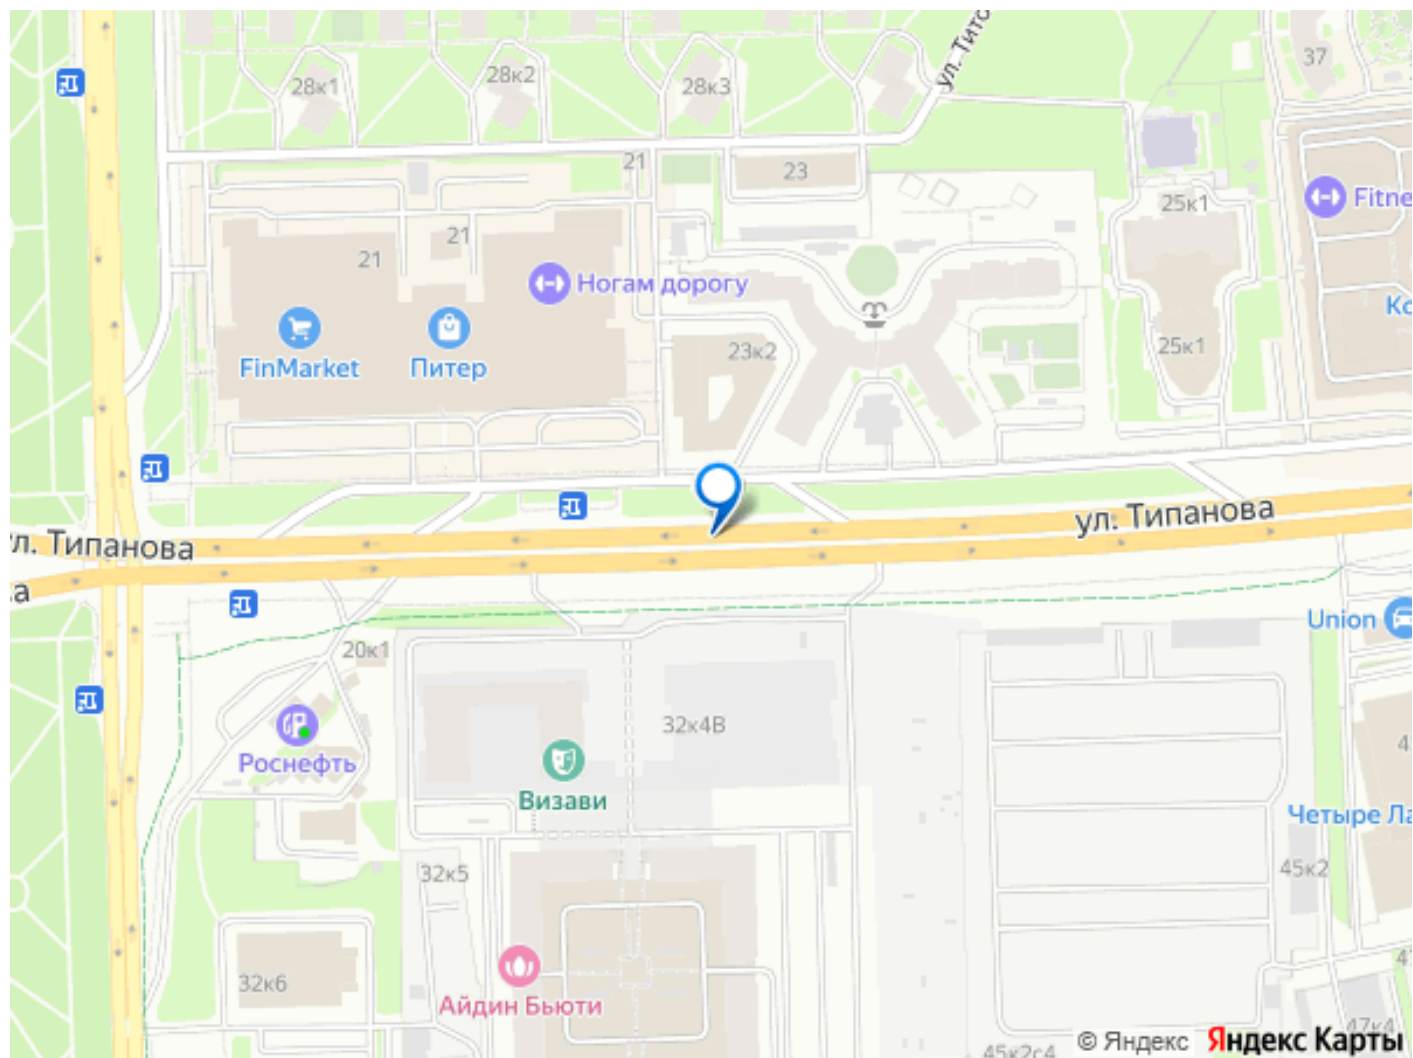 37
28к1
28к2
28к3
ул. Тито
21
23
25к1
Fitne
21
21
Ногам дорогу
FinMarket
Питер
23к2
25к1
Ко
ул. Типанова
л. Типанова
а
Union
20к1
32к4В
Роснефть
Визави
4
Четыре Ла
32к5
45к2
32к6
Айдин Бьюти
47
47к4
45к2с4
© Яндекс Яндекс Карты